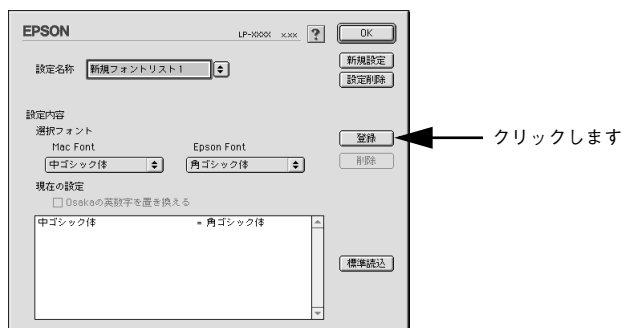 EPSON LP-XXXX x.xx ? OK
設定名称 新規フォントリスト1 新規設定
設定削除
設定内容
選択フォント
Mac Font Epson Font 登録 クリックします
中ゴシック体 角ゴシック体 削除
現在の設定
Osakaの英数字を置き換える
中ゴシック体 = 角ゴシック体
標準読込